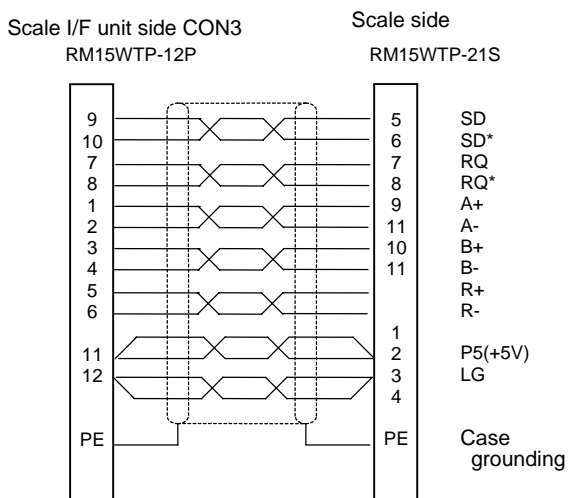 Scale I/F unit side CON3 Scale side
RM15WTP-12P RM15WTP-21S
9 5 SD
10 6 SD*
7 7 RQ
8 8 RQ*
1 9 A+
2 11 A-
3 10 B+
4 11 B-
5 R+
6 R-
1
11 2 P5(+5V)
12 3 LG
4
PE PE Case
grounding